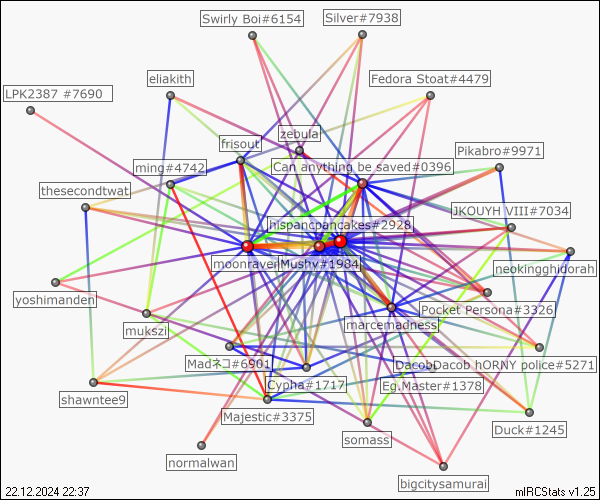 Swirly Boi#6154
Silver#7938
eliakith
Fedora Stoat#4479
LPK2387 #7690
zebula
frisout
Pikabro#9971
ming#4742
Can anything be saved#0396
thesecondtwat
JKOUYH VIII#7034
hispancpancakes#2928
moonraven
Mushy#1984
neokingghidorah
yoshimanden
Pocket Persona#3326
mukszi
marcemadness
Madネコ#6901
DacobDacob hORNY police#5271
Cypha#1717
Eg.Master#1378
shawntee9
Majestic#3375
Duck#1245
somass
normalwan
bigcitysamurai
22.12.2024 22:37
mIRCStats v1.25